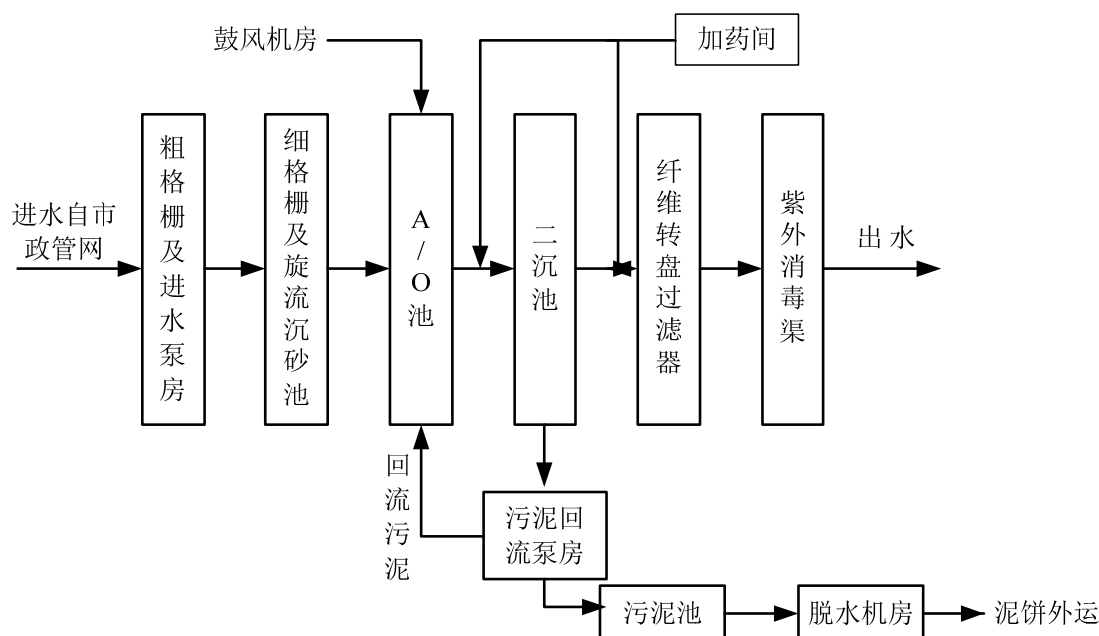 鼓风机房
加药间
进水自市
政管网
粗格栅及进水泵房
细格栅及旋流沉砂池
A/O池
二沉池
纤维转盘过滤器
紫外消毒渠
出水
回流污泥
污泥回
流泵房
污泥池
脱水机房
泥饼外运